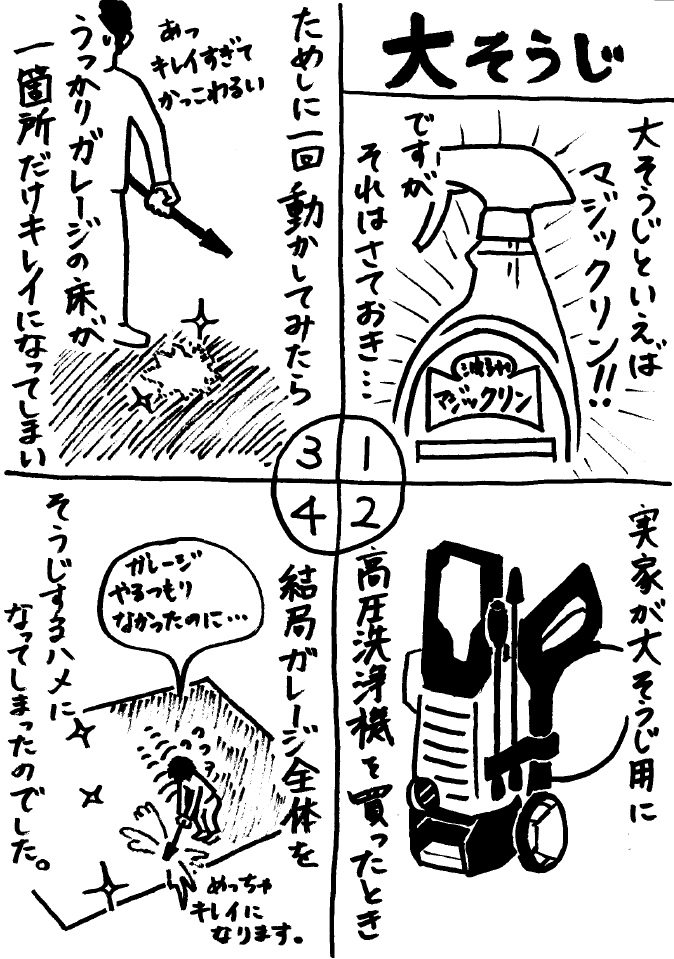 大そうじ
大そうじといえば
マジックリン!!
ですが
それはさておき…
マジックリン
1
実家が大そうじ用に
高圧洗浄機を買ったとき
2
ためしに一回動かしてみたら
あっ
キレイすぎて
かっこわるい
うっかりガレージの床が
一箇所だけキレイになってしまい
3
結局ガレージ全体を
ガレージ
やるつもり
なかったのに…
そうじするハメに
なってしまったのでした。
めっちゃ
キレイに
なります。
4